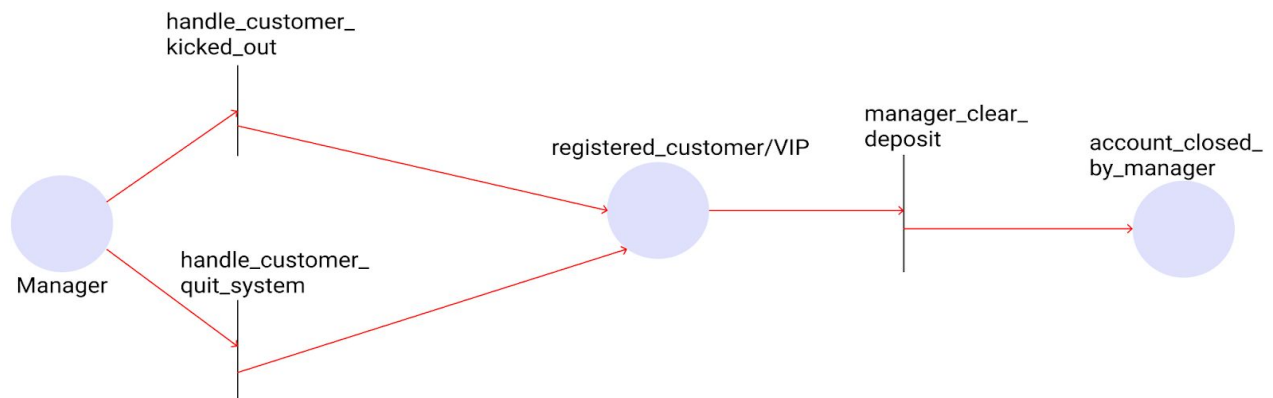 handle_customer_
kicked_out
manager_clear_
deposit
registered_customer/VIP
account_closed_
by_manager
handle_customer_
quit_system
Manager